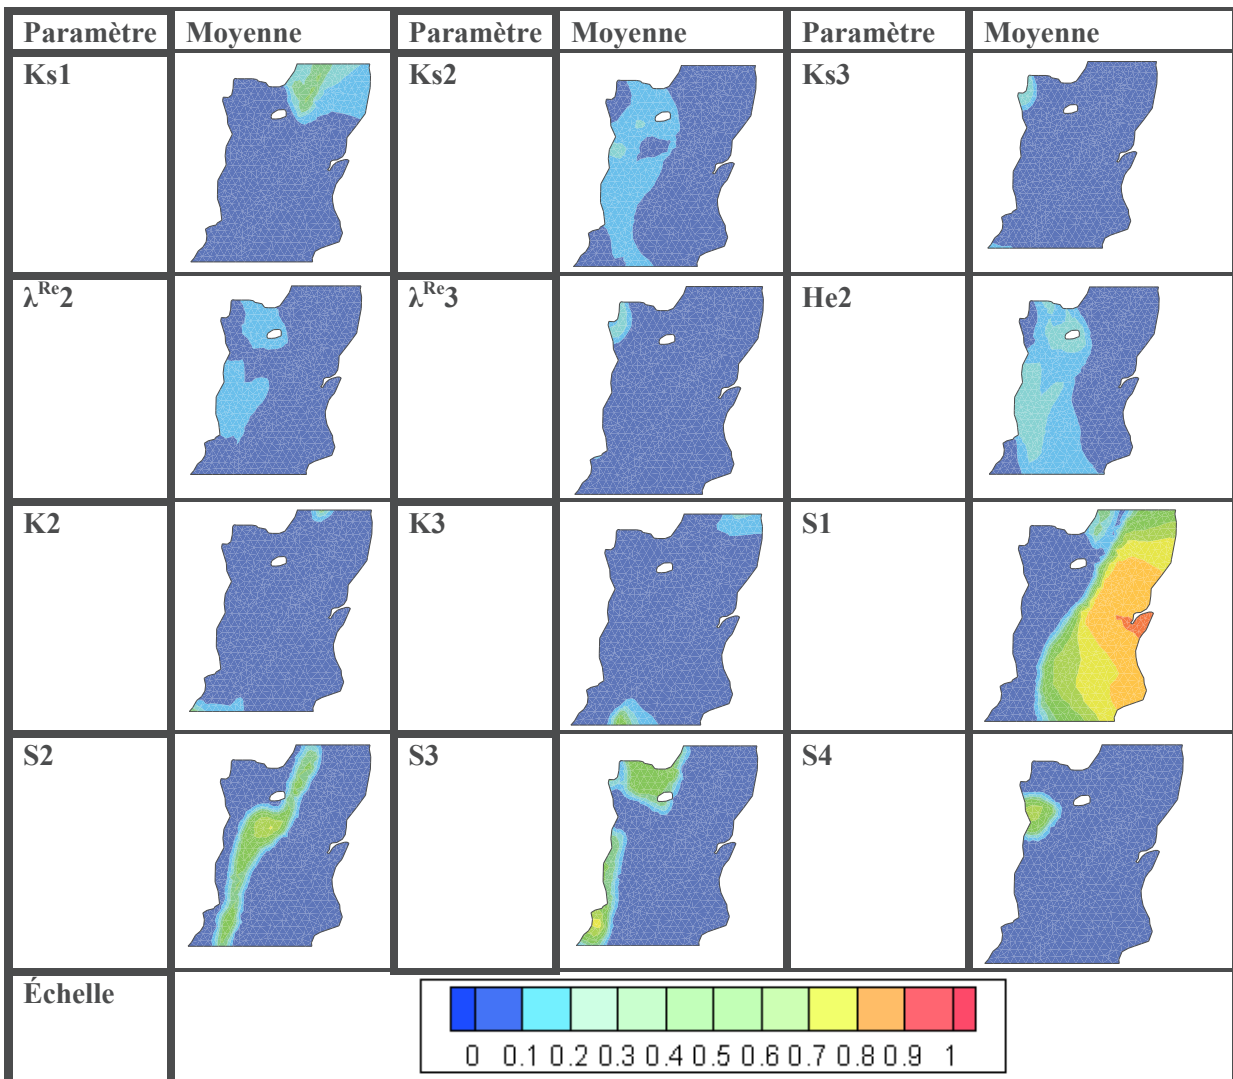 Paramètre Moyenne Paramètre Moyenne Paramètre Moyenne
Ks1 Ks2 Ks3
λRe2 λRe3 He2
K2 K3 S1
S2 S3 S4
Échelle
0 0.1 0.2 0.3 0.4 0.5 0.6 0.7 0.8 0.9 1